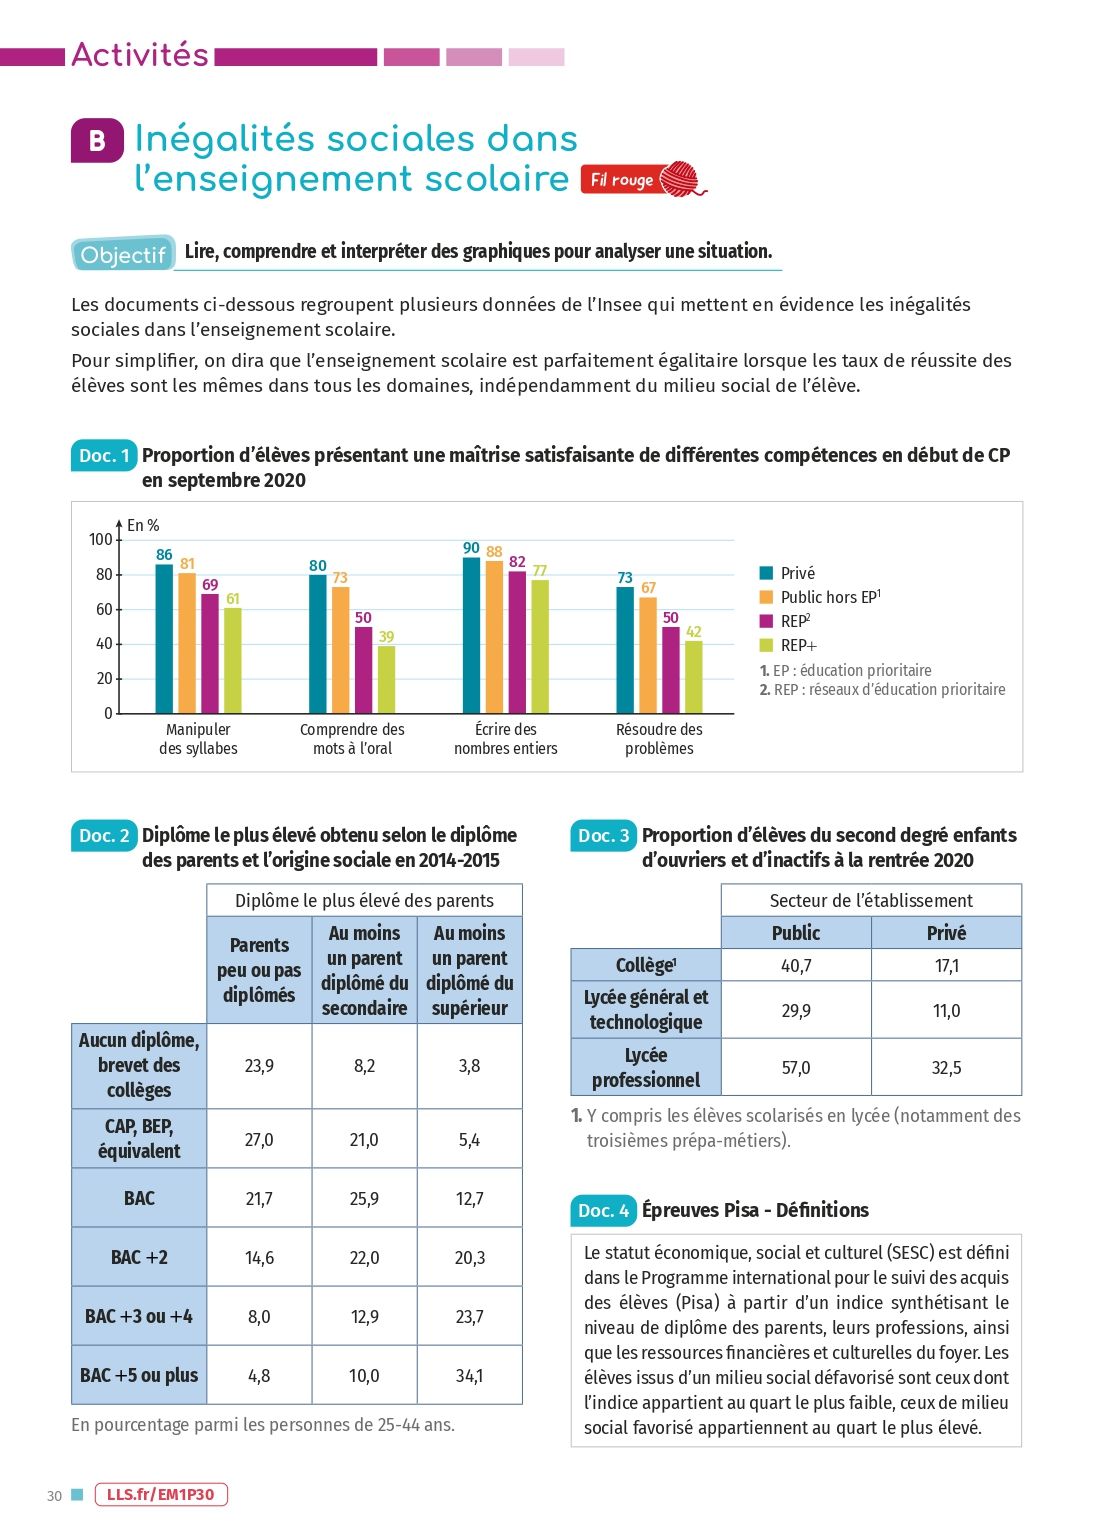 Activités
B Inégalités sociales dans
l'enseignement scolaire Fil rouge
Objectif Lire, comprendre et interpréter des graphiques pour analyser une situation.
Les documents ci-dessous regroupent plusieurs données de l'Insee qui mettent en évidence les inégalités
sociales dans l'enseignement scolaire.
Pour simplifier, on dira que l'enseignement scolaire est parfaitement égalitaire lorsque les taux de réussite des
élèves sont les mêmes dans tous les domaines, indépendamment du milieu social de l'élève.
Doc. 1 Proportion d'élèves présentant une maîtrise satisfaisante de différentes compétences en début de CP
en septembre 2020
En %
100
80
60
40
20
0
86 81 69 61
80 73 50 39
90 88 82 77
73 67 50 42
Manipuler
des syllabes
Comprendre des
mots à l'oral
Écrire des
nombres entiers
Résoudre des
problèmes
Privé
Public hors EP1
REP2
REP+
1. EP : éducation prioritaire
2. REP : réseaux d'éducation prioritaire
Doc. 2 Diplôme le plus élevé obtenu selon le diplôme
des parents et l'origine sociale en 2014-2015
Diplôme le plus élevé des parents
Parents
peu ou pas
diplômés
Au moins
un parent
diplômé du
secondaire
Au moins
un parent
diplômé du
supérieur
Aucun diplôme,
brevet des
collèges
23,9 8,2 3,8
CAP, BEP,
équivalent
27,0 21,0 5,4
BAC 21,7 25,9 12,7
BAC +2 14,6 22,0 20,3
BAC +3 ou +4 8,0 12,9 23,7
BAC +5 ou plus 4,8 10,0 34,1
En pourcentage parmi les personnes de 25-44 ans.
Doc. 3 Proportion d'élèves du second degré enfants
d'ouvriers et d'inactifs à la rentrée 2020
Secteur de l'établissement
Public Privé
Collège1 40,7 17,1
Lycée général et
technologique
29,9 11,0
Lycée
professionnel
57,0 32,5
1. Y compris les élèves scolarisés en lycée (notamment des
troisièmes prépa-métiers).
Doc. 4 Épreuves Pisa - Définitions
Le statut économique, social et culturel (SESC) est défini
dans le Programme international pour le suivi des acquis
des élèves (Pisa) à partir d'un indice synthétisant le
niveau de diplôme des parents, leurs professions, ainsi
que les ressources financières et culturelles du foyer. Les
élèves issus d'un milieu social défavorisé sont ceux dont
l'indice appartient au quart le plus faible, ceux de milieu
social favorisé appartiennent au quart le plus élevé.
30 LLS.fr/EM1P30